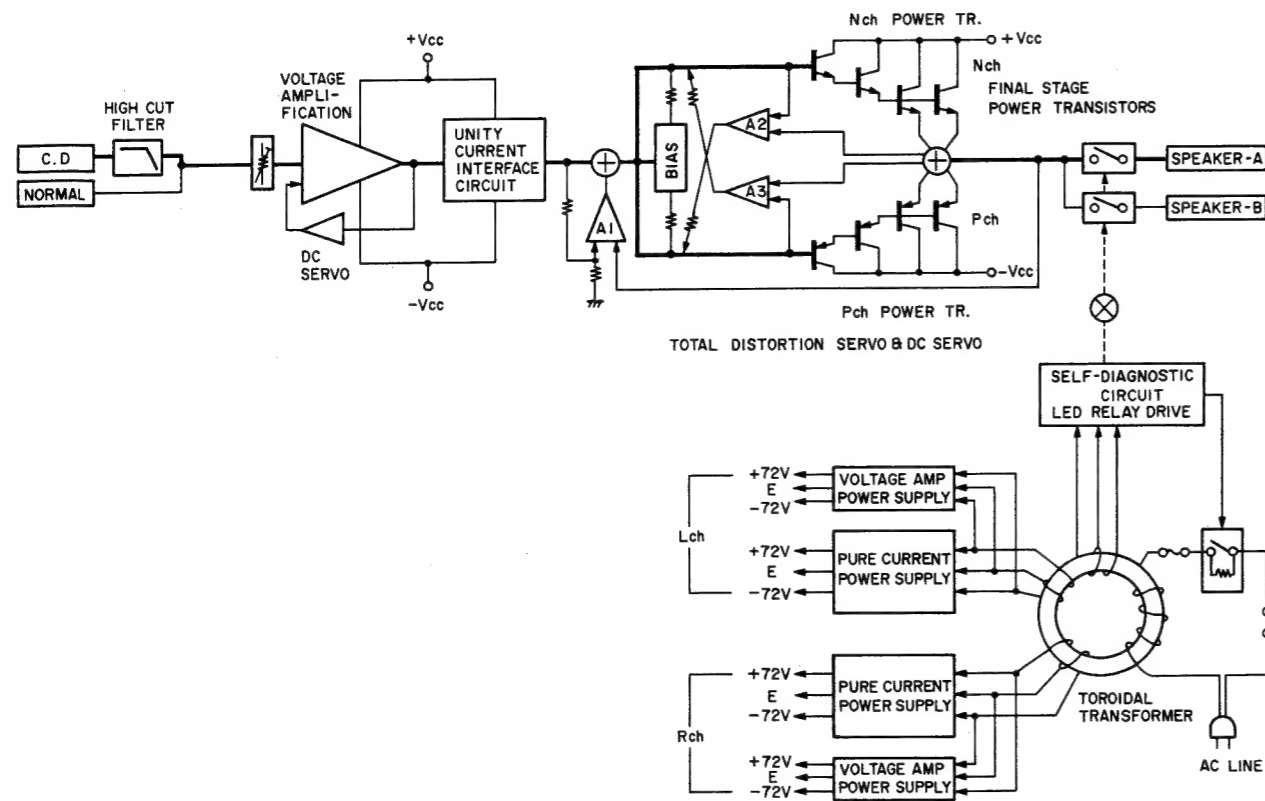 Nch POWER TR.
+Vcc
+Vcc
Nch
VOLTAGE
AMPLI-
FICATION
FINAL STAGE
POWER TRANSISTORS
HIGH CUT
FILTER
C.D
NORMAL
UNITY
CURRENT
INTERFACE
CIRCUIT
BIAS
A2
A3
A1
SPEAKER-A
SPEAKER-B
DC
SERVO
Pch
-Vcc
-Vcc
Pch POWER TR.
TOTAL DISTORTION SERVO & DC SERVO
SELF-DIAGNOSTIC
CIRCUIT
LED RELAY DRIVE
Lch
+72V
E
-72V
VOLTAGE AMP
POWER SUPPLY
+72V
E
-72V
PURE CURRENT
POWER SUPPLY
Rch
+72V
E
-72V
PURE CURRENT
POWER SUPPLY
+72V
E
-72V
VOLTAGE AMP
POWER SUPPLY
TOROIDAL
TRANSFORMER
AC LINE